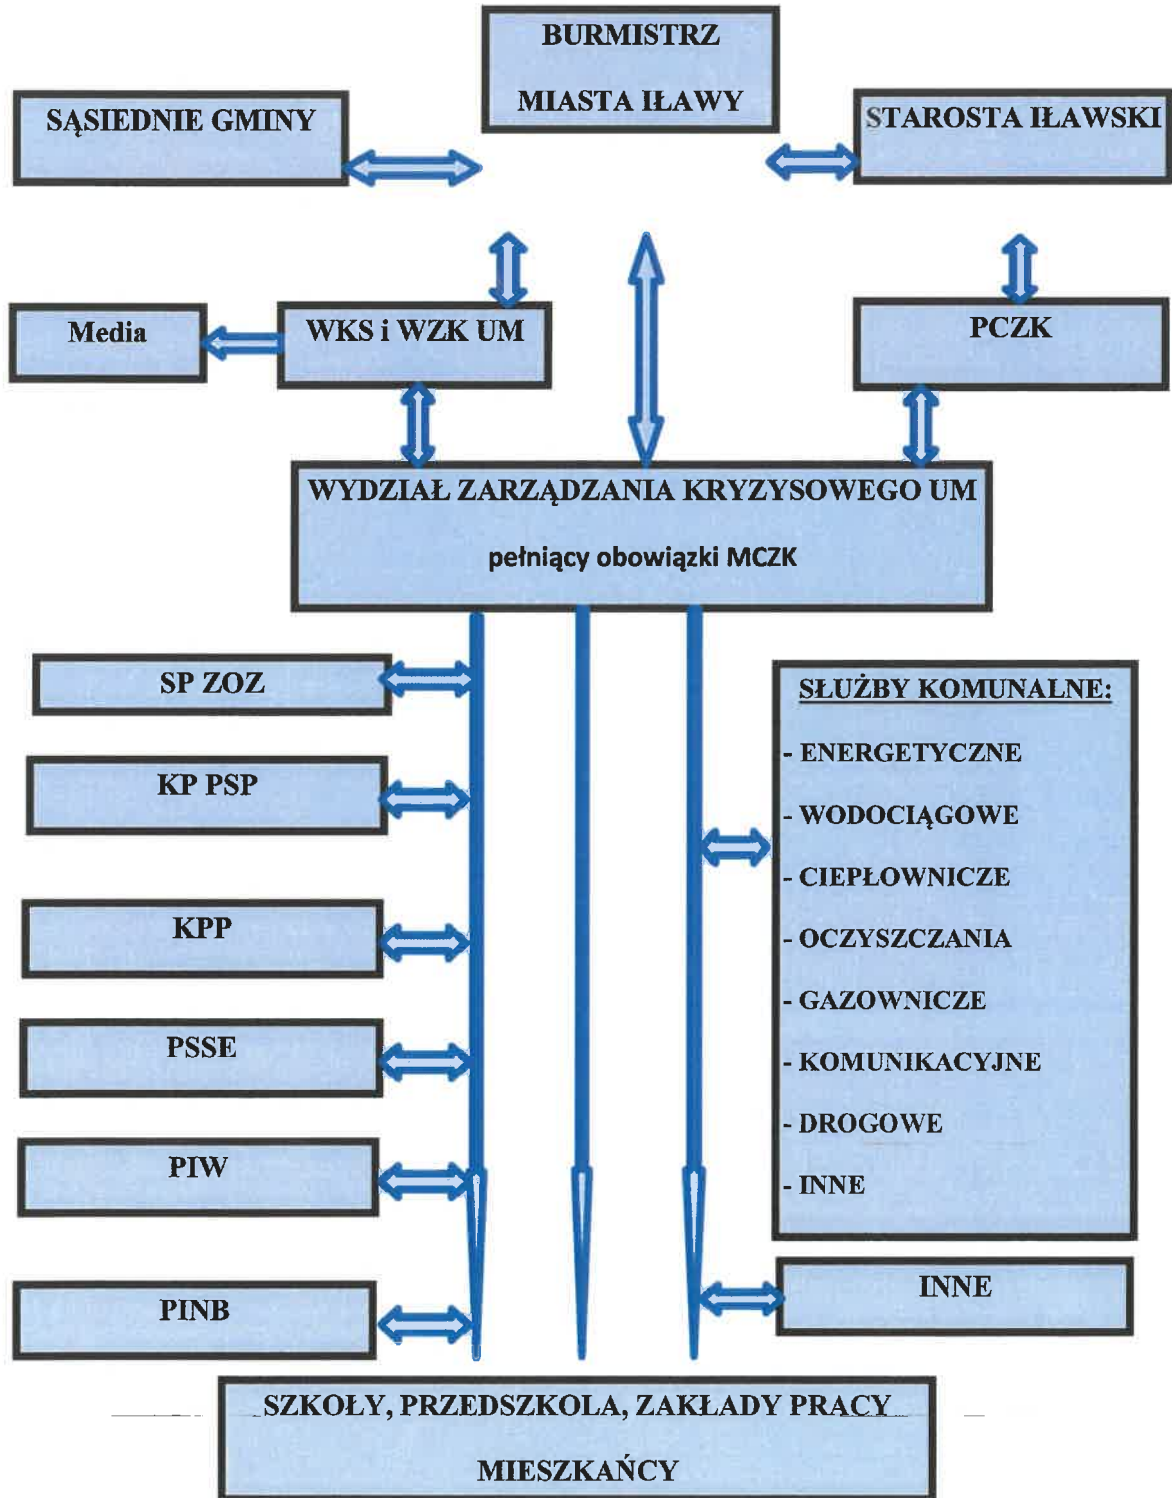 BURMISTRZ
MIASTA IŁAWY
SĄSIEDNIE GMINY
STAROSTA IŁAWSKI
Media
WKS i WZK UM
PCZK
WYDZIAŁ ZARZĄDZANIA KRYZYSOWEGO UM
pełniący obowiązki MCZK
SP ZOZ
KP PSP
KPP
PSSE
PIW
PINB
SŁUŻBY KOMUNALNE:
- ENERGETYCZNE
- WODOCIĄGOWE
- CIEPŁOWNICZE
- OCZYSZCZANIA
- GAZOWNICZE
- KOMUNIKACYJNE
- DROGOWE
- INNE
INNE
SZKOŁY, PRZEDSZKOLA, ZAKŁADY PRACY
MIESZKAŃCY